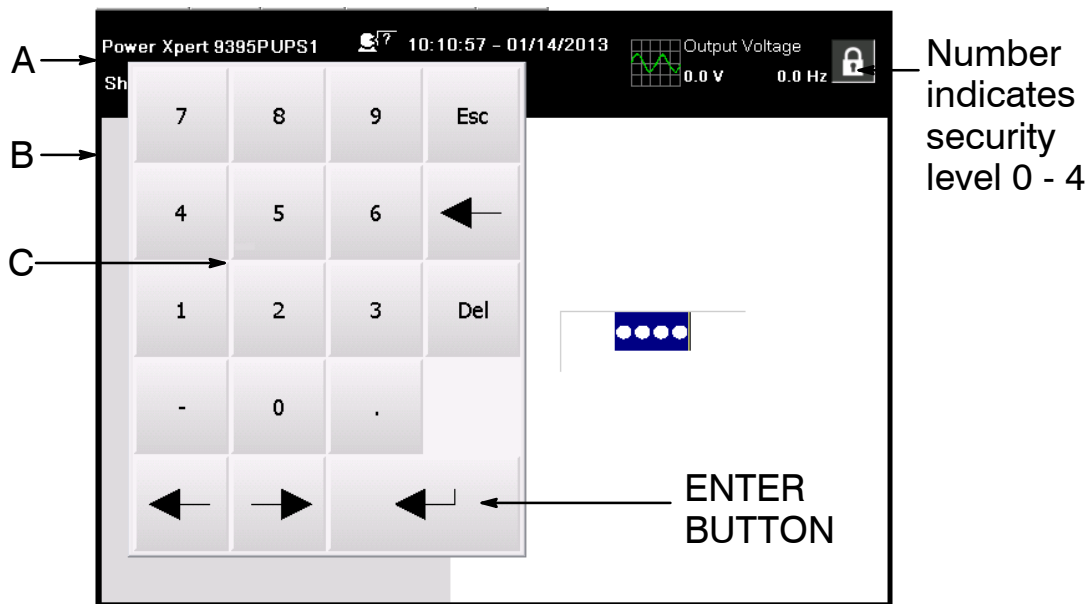 Power Xpert 9395PUPS1 10:10:57 - 01/14/2013 Output Voltage
0.0 V 0.0 Hz
Sh
A
B
C
7 8 9 Esc
4 5 6
1 2 3 Del
- 0 .
ENTER
BUTTON
Number
indicates
security
level 0 - 4